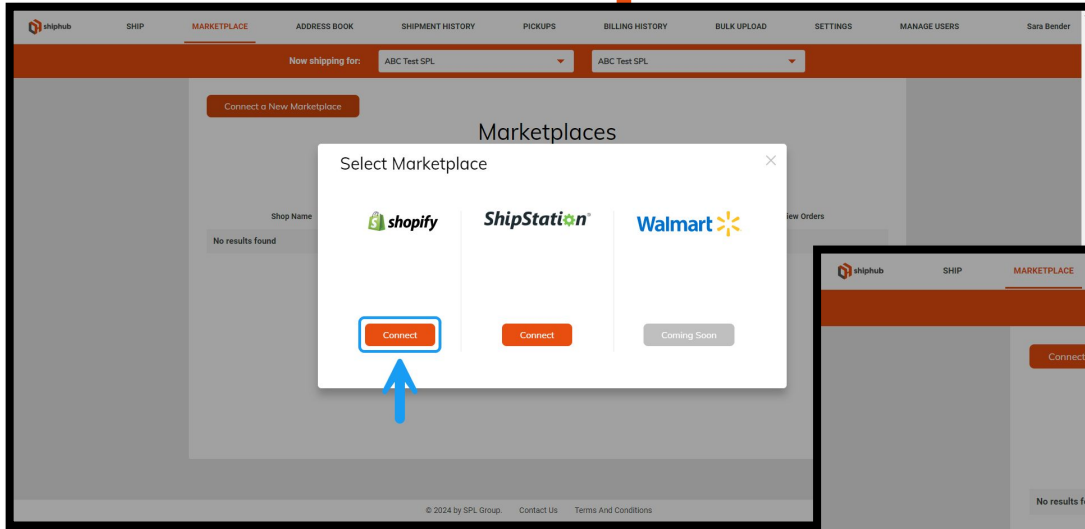 shiphub SHIP MARKETPLACE ADDRESS BOOK SHIPMENT HISTORY PICKUPS BILLING HISTORY BULK UPLOAD SETTINGS MANAGE USERS Sara Bender
Now shipping for: ABC Test SPL ABC Test SPL
Connect a New Marketplace
Marketplaces
Select Marketplace
Shop Name iew Orders
shopify ShipStation® Walmart
No results found
Connect Connect Coming Soon
© 2024 by SPL Group. Contact Us Terms And Conditions
shiphub SHIP MARKETPLACE
Connect
No results f